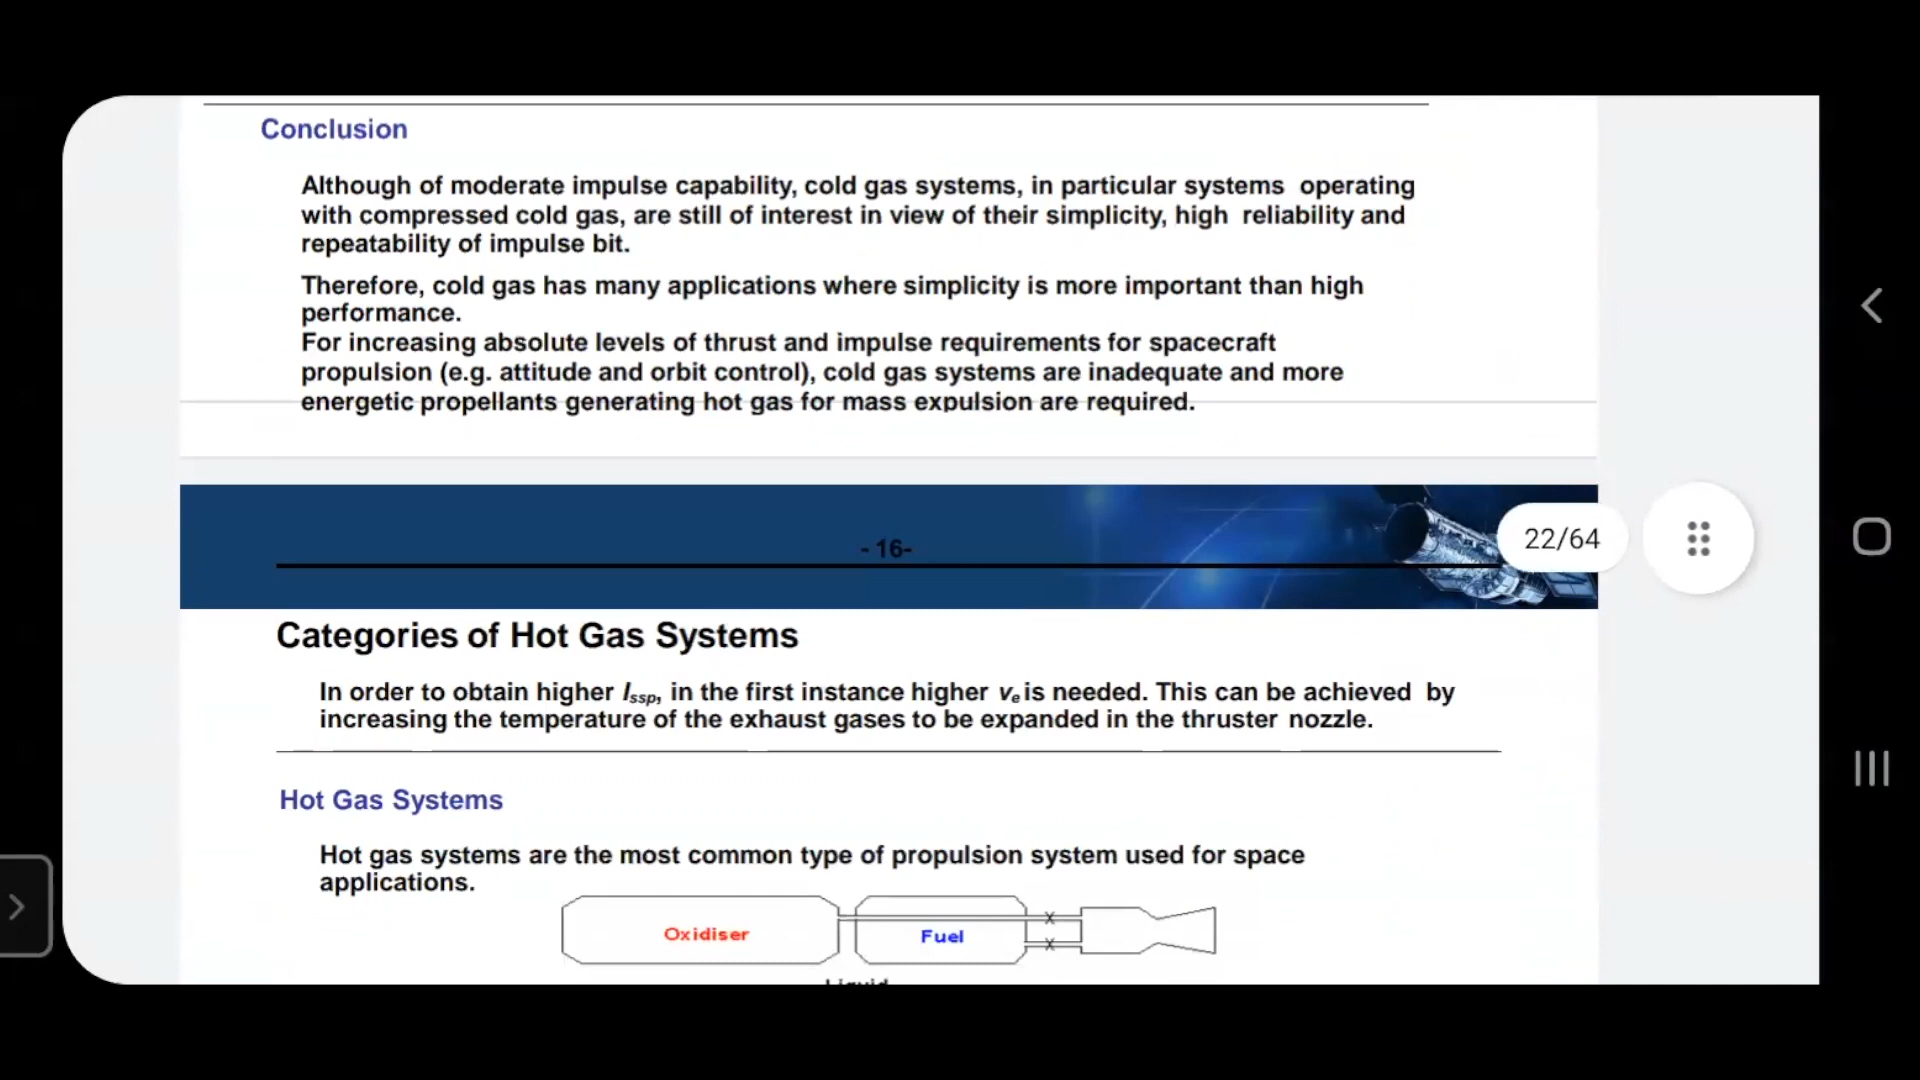 Conclusion
Although of moderate impulse capability, cold gas systems, in particular systems operating
with compressed cold gas, are still of interest in view of their simplicity, high reliability and
repeatability of impulse bit.
Therefore, cold gas has many applications where simplicity is more important than high
performance.
For increasing absolute levels of thrust and impulse requirements for spacecraft
propulsion (e.g. attitude and orbit control), cold gas systems are inadequate and more
energetic propellants generating hot gas for mass expulsion are required.
- 16-
22/64
Categories of Hot Gas Systems
In order to obtain higher Issp, in the first instance higher ve is needed. This can be achieved by
increasing the temperature of the exhaust gases to be expanded in the thruster nozzle.
Hot Gas Systems
Hot gas systems are the most common type of propulsion system used for space
applications.
Oxidiser
Fuel
Liquid